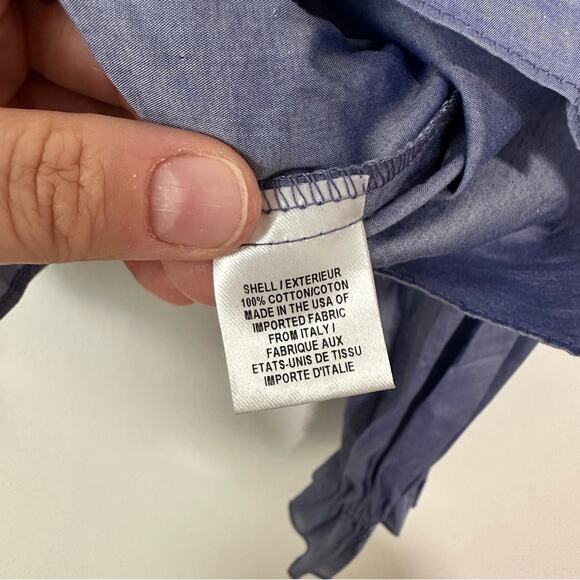 SHELL / EXTERIEUR
100% COTTON/COTON
MADE IN THE USA OF
IMPORTED FABRIC
FROM ITALY /
FABRIQUE AUX
ETATS-UNIS DE TISSU
IMPORTE D'ITALIE